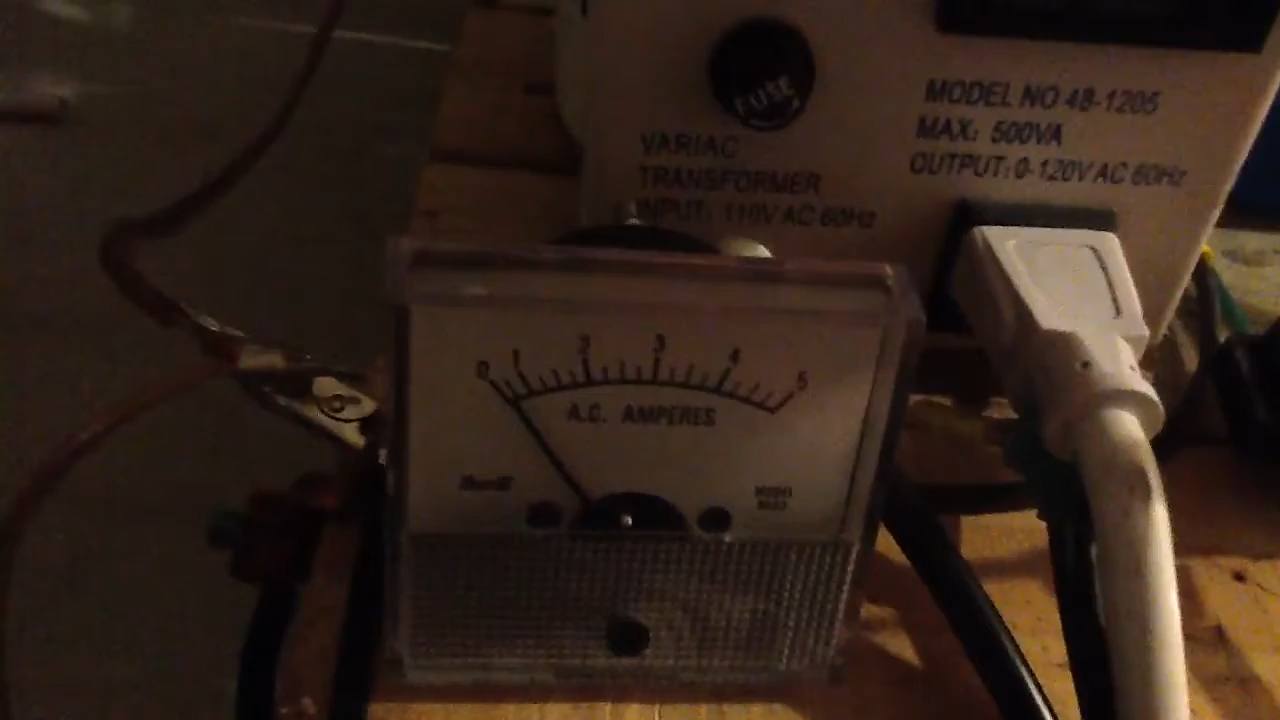 FUSE
MODEL NO 48-1205
MAX: 500VA
OUTPUT: 0-120V AC 60Hz
VARIAC
TRANSFORMER
INPUT: 110V AC 60Hz
0 1 2 3 4 5
A.C. AMPERES